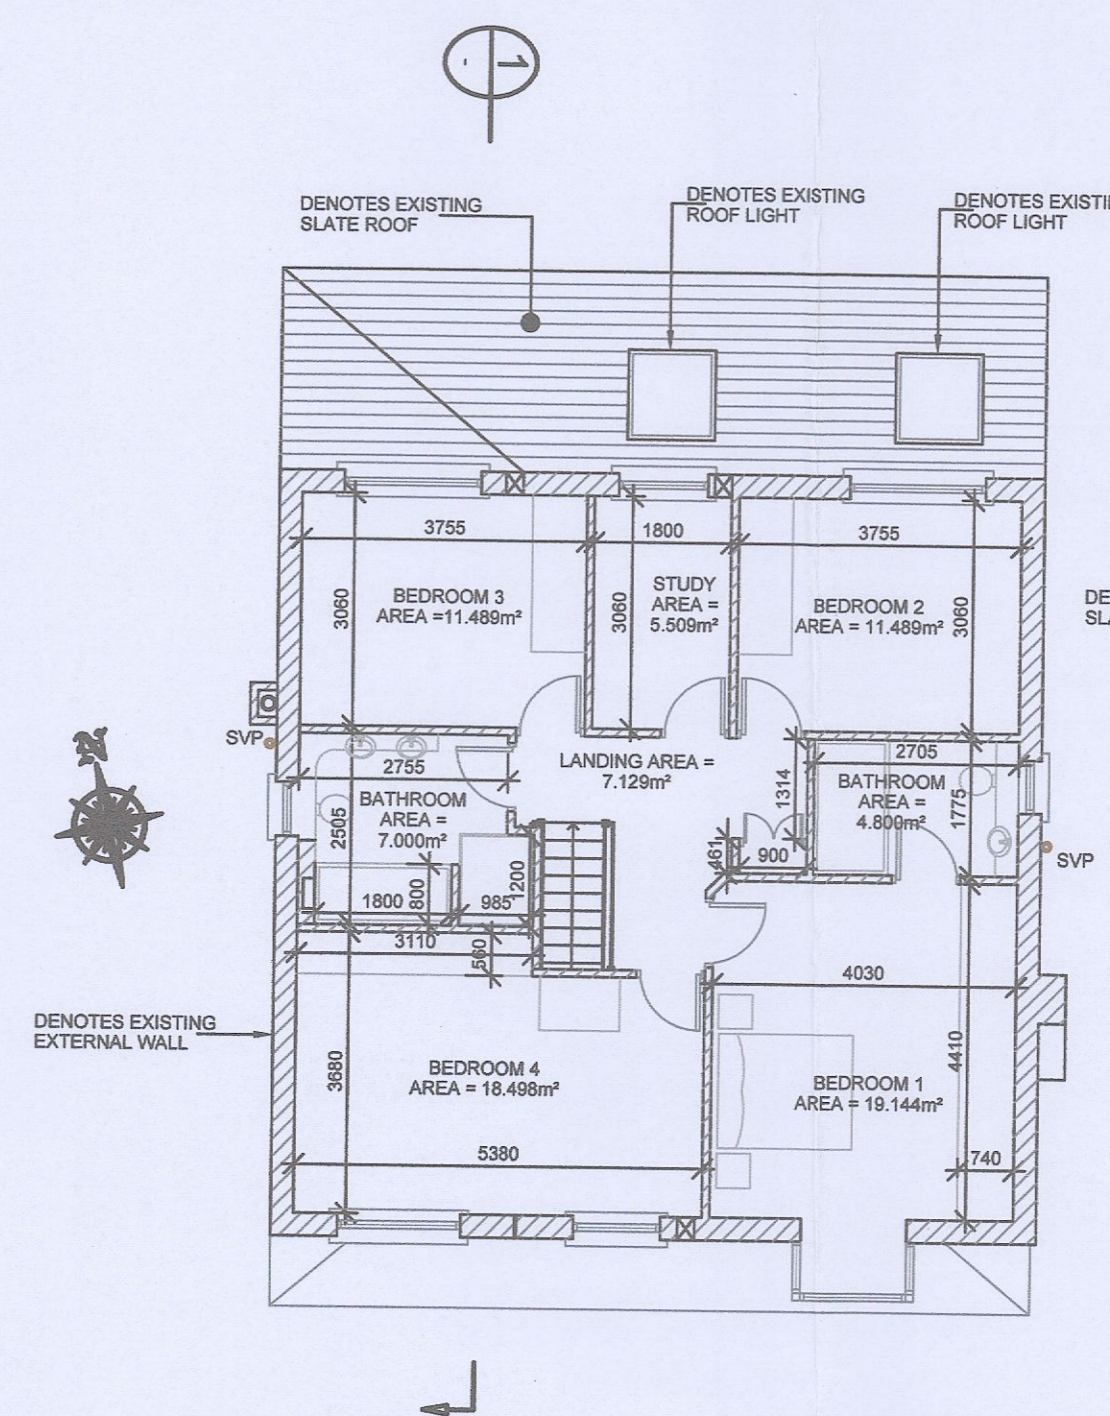 1
-
DENOTES EXISTING
SLATE ROOF
DENOTES EXISTING
ROOF LIGHT
DENOTES EXISTI
ROOF LIGHT
3755
1800
3755
BEDROOM 3
AREA =11.489m²
3060
STUDY
AREA =
5.509m²
3060
BEDROOM 2
AREA = 11.489m²
3060
DE
SLA
SVP
N
2755
LANDING AREA =
7.129m²
2705
BATHROOM
AREA =
7.000m²
2505
1314
BATHROOM
AREA =
4.800m²
1775
SVP
461
900
1800
800
985
1200
3110
560
4030
DENOTES EXISTING
EXTERNAL WALL
3680
BEDROOM 4
AREA = 18.498m²
4410
BEDROOM 1
AREA = 19.144m²
5380
740